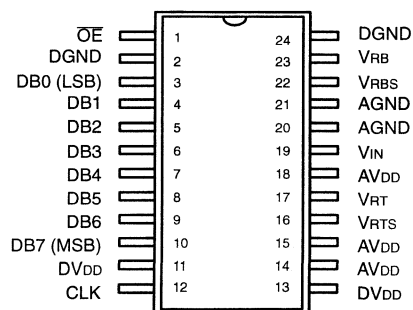 OE 1 24 DGND
DGND 2 23 VRB
DB0 (LSB) 3 22 VRBS
DB1 4 21 AGND
DB2 5 20 AGND
DB3 6 19 VIN
DB4 7 18 AVDD
DB5 8 17 VRT
DB6 9 16 VRTS
DB7 (MSB) 10 15 AVDD
DVDD 11 14 AVDD
CLK 12 13 DVDD